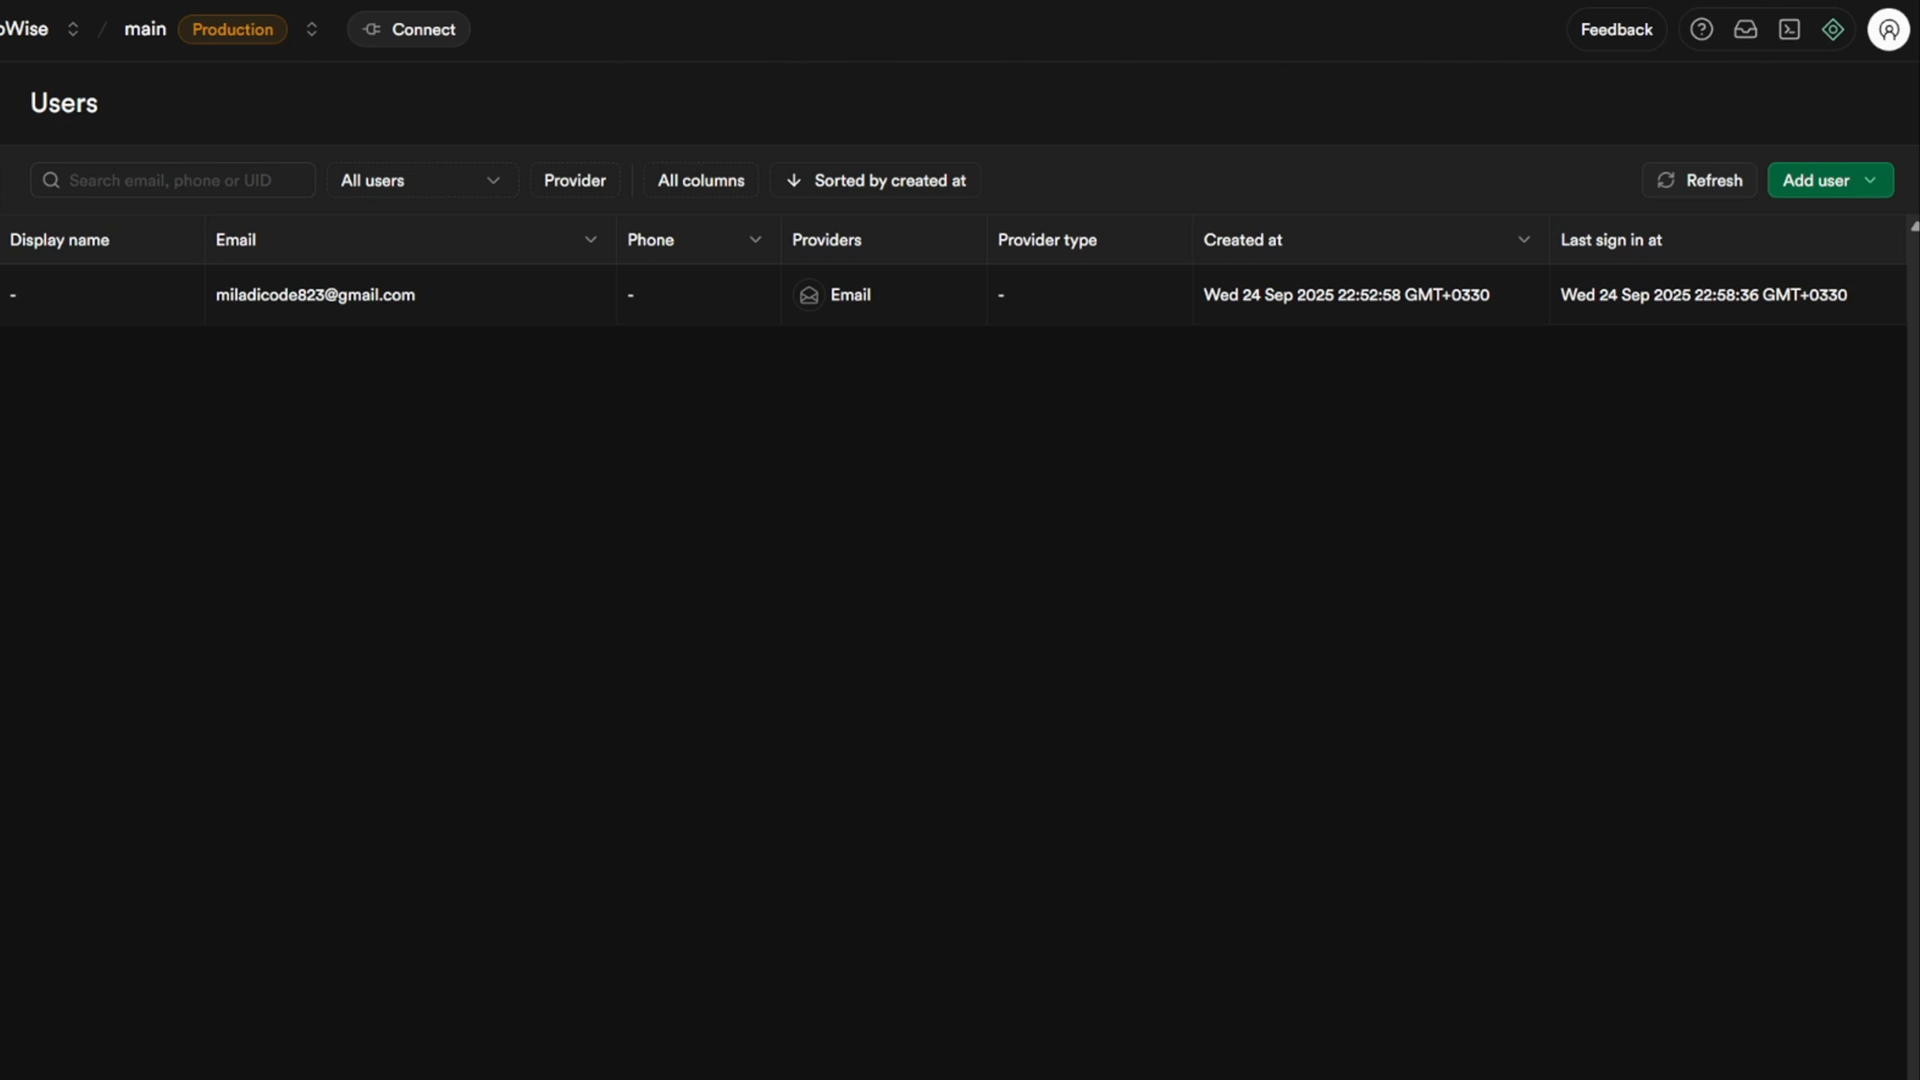 oWise / main Production Connect Feedback
Users
Search email, phone or UID All users Provider All columns Sorted by created at Refresh Add user
Display name Email Phone Providers Provider type Created at Last sign in at
- miladicode823@gmail.com - Email - Wed 24 Sep 2025 22:52:58 GMT+0330 Wed 24 Sep 2025 22:58:36 GMT+0330